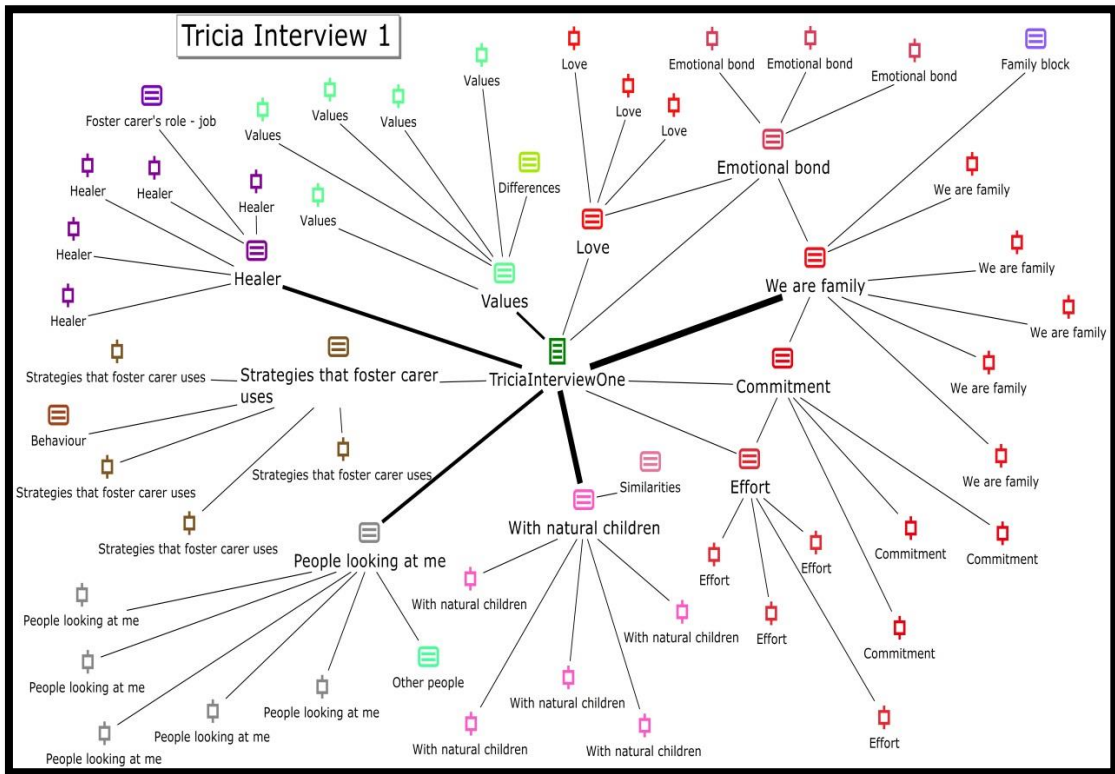 Tricia Interview 1
Love
Emotional bond
Emotional bond
Emotional bond
Family block
Values
Values
Values
Values
Love
Love
Foster carer's role - job
Differences
Emotional bond
Healer
Healer
Healer
Values
We are family
Love
Healer
Healer
Values
We are family
We are family
We are family
Healer
Strategies that foster carer uses
Strategies that foster carer
uses
TriciaInterviewOne
Commitment
We are family
Behaviour
Strategies that foster carer uses
Strategies that foster carer uses
Similarities
Effort
We are family
With natural children
Strategies that foster carer uses
People looking at me
Commitment
Commitment
Effort
Effort
With natural children
People looking at me
With natural children
Effort
Commitment
People looking at me
Other people
With natural children
People looking at me
People looking at me
People looking at me
With natural children
With natural children
Effort